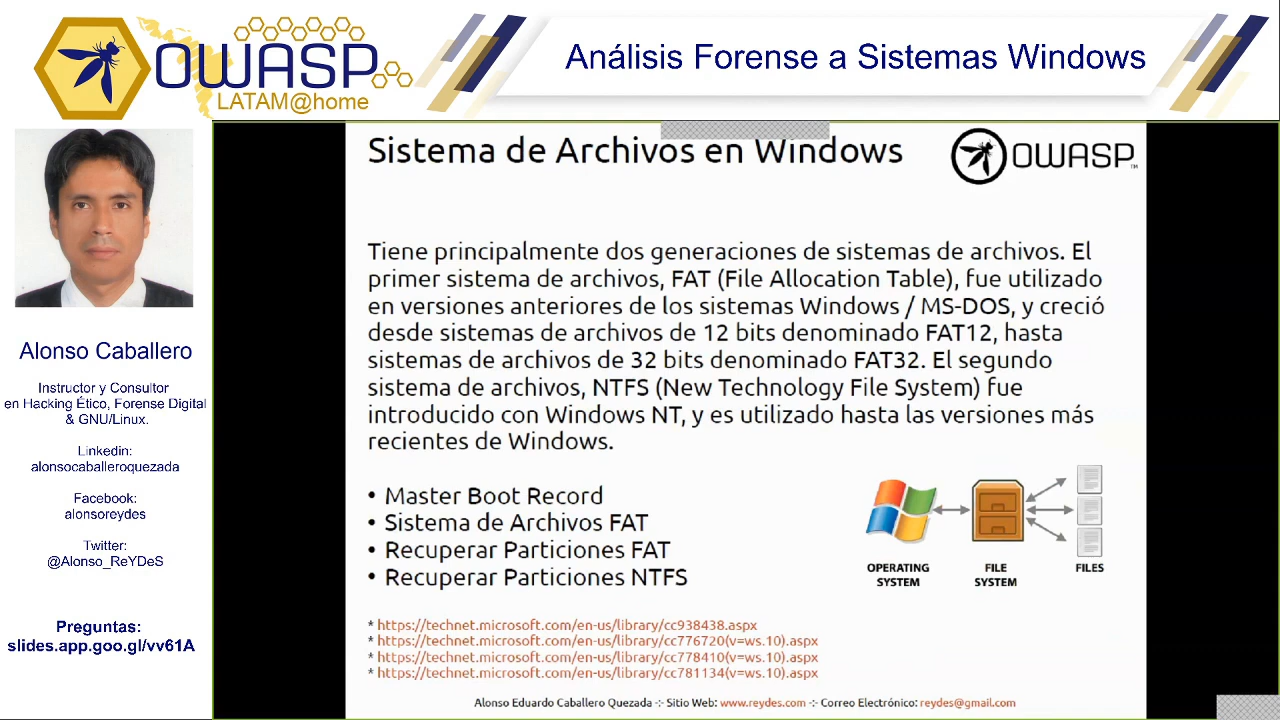 OWASP
LATAM@home
Análisis Forense a Sistemas Windows
Alonso Caballero
Instructor y Consultor
en Hacking Ético, Forense Digital
& GNU/Linux.
Linkedin:
alonsocaballeroquezada
Facebook:
alonsoreydes
Twitter:
@Alonso_ReYDeS
Preguntas:
slides.app.goo.gl/vv61A
Sistema de Archivos en Windows
OWASP™
Tiene principalmente dos generaciones de sistemas de archivos. El
primer sistema de archivos, FAT (File Allocation Table), fue utilizado
en versiones anteriores de los sistemas Windows / MS-DOS, y creció
desde sistemas de archivos de 12 bits denominado FAT12, hasta
sistemas de archivos de 32 bits denominado FAT32. El segundo
sistema de archivos, NTFS (New Technology File System) fue
introducido con Windows NT, y es utilizado hasta las versiones más
recientes de Windows.
• Master Boot Record
• Sistema de Archivos FAT
• Recuperar Particiones FAT
• Recuperar Particiones NTFS
OPERATING
SYSTEM
FILE
SYSTEM
FILES
* https://technet.microsoft.com/en-us/library/cc938438.aspx
* https://technet.microsoft.com/en-us/library/cc776720(v=ws.10).aspx
* https://technet.microsoft.com/en-us/library/cc778410(v=ws.10).aspx
* https://technet.microsoft.com/en-us/library/cc781134(v=ws.10).aspx
Alonso Eduardo Caballero Quezada -:- Sitio Web: www.reydes.com -:- Correo Electrónico: reydes@gmail.com